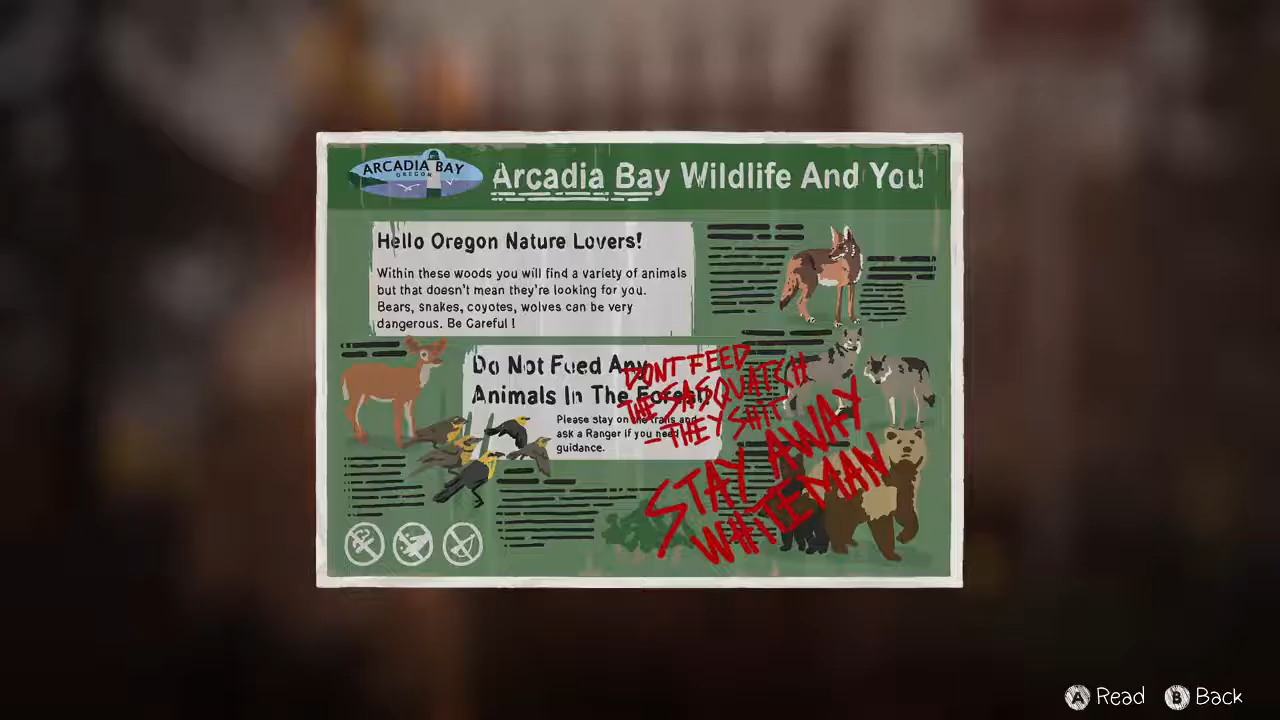 ARCADIA BAY
OREGON
Arcadia Bay Wildlife And You
Hello Oregon Nature Lovers!
Within these woods you will find a variety of animals
but that doesn't mean they're looking for you.
Bears, snakes, coyotes, wolves can be very
dangerous. Be Careful !
Do Not Feed Any
Animals In The Forest!
Please stay on the trails and
ask a Ranger if you need
guidance.
DONT FEED
THE SASQUATCH
-THEY SHIT
STAY AWAY
WHITEMAN
A Read B Back